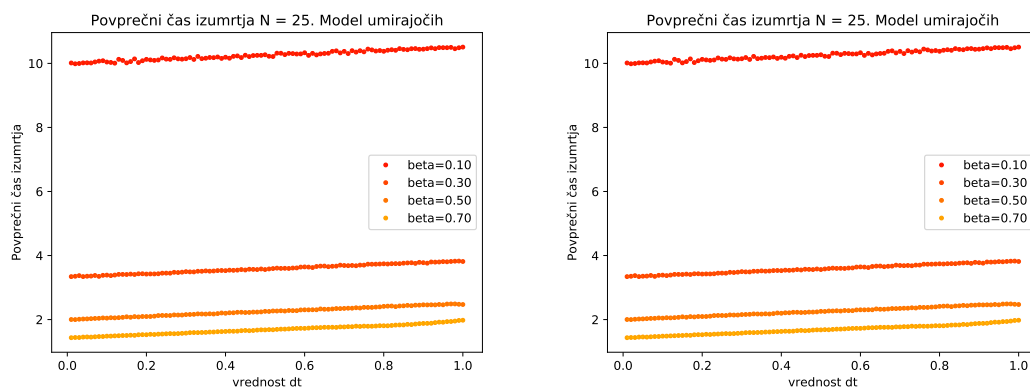 Povprečni čas izumrtja N = 25. Model umirajočih
Povprečni čas izumrtja
10
8
6
4
2
0.0 0.2 0.4 0.6 0.8 1.0
vrednost dt
beta=0.10
beta=0.30
beta=0.50
beta=0.70
Povprečni čas izumrtja N = 25. Model umirajočih
Povprečni čas izumrtja
10
8
6
4
2
0.0 0.2 0.4 0.6 0.8 1.0
vrednost dt
beta=0.10
beta=0.30
beta=0.50
beta=0.70